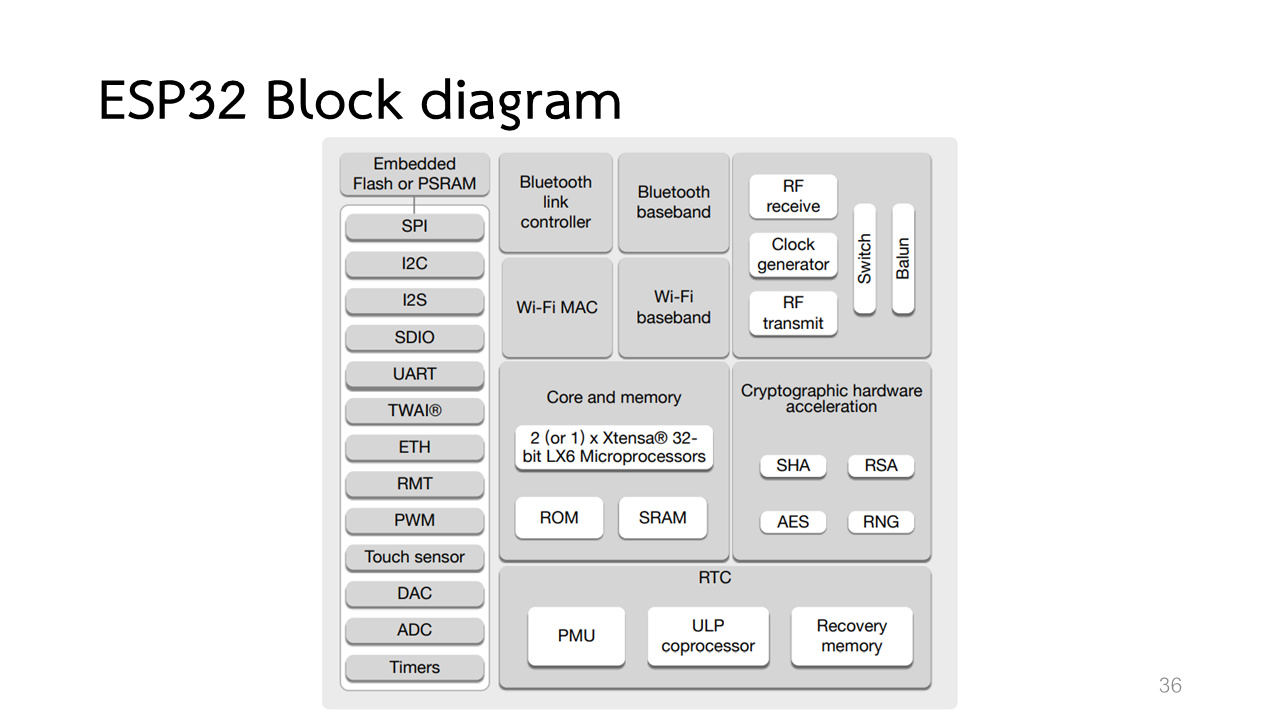 ESP32 Block diagram
Embedded
Flash or PSRAM
SPI
I2C
I2S
SDIO
UART
TWAI®
ETH
RMT
PWM
Touch sensor
DAC
ADC
Timers
Bluetooth
link
controller
Bluetooth
baseband
Wi-Fi MAC
Wi-Fi
baseband
RF
receive
Clock
generator
RF
transmit
Switch
Balun
Core and memory
2 (or 1) x Xtensa® 32-
bit LX6 Microprocessors
ROM
SRAM
Cryptographic hardware
acceleration
SHA
RSA
AES
RNG
RTC
PMU
ULP
coprocessor
Recovery
memory
36